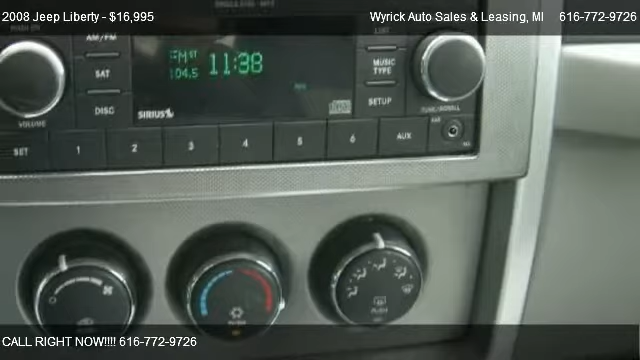 2008 Jeep Liberty - $16,995
Wyrick Auto Sales & Leasing, MI 616-772-9726
AM/FM
SAT
DISC
VOLUME
FM ST
104.5
11:38
SIRIUS
MUSIC
TYPE
SETUP
TUNE/SCROLL
SET 1 2 3 4 5 6 AUX
PUSH
CALL RIGHT NOW!!!! 616-772-9726